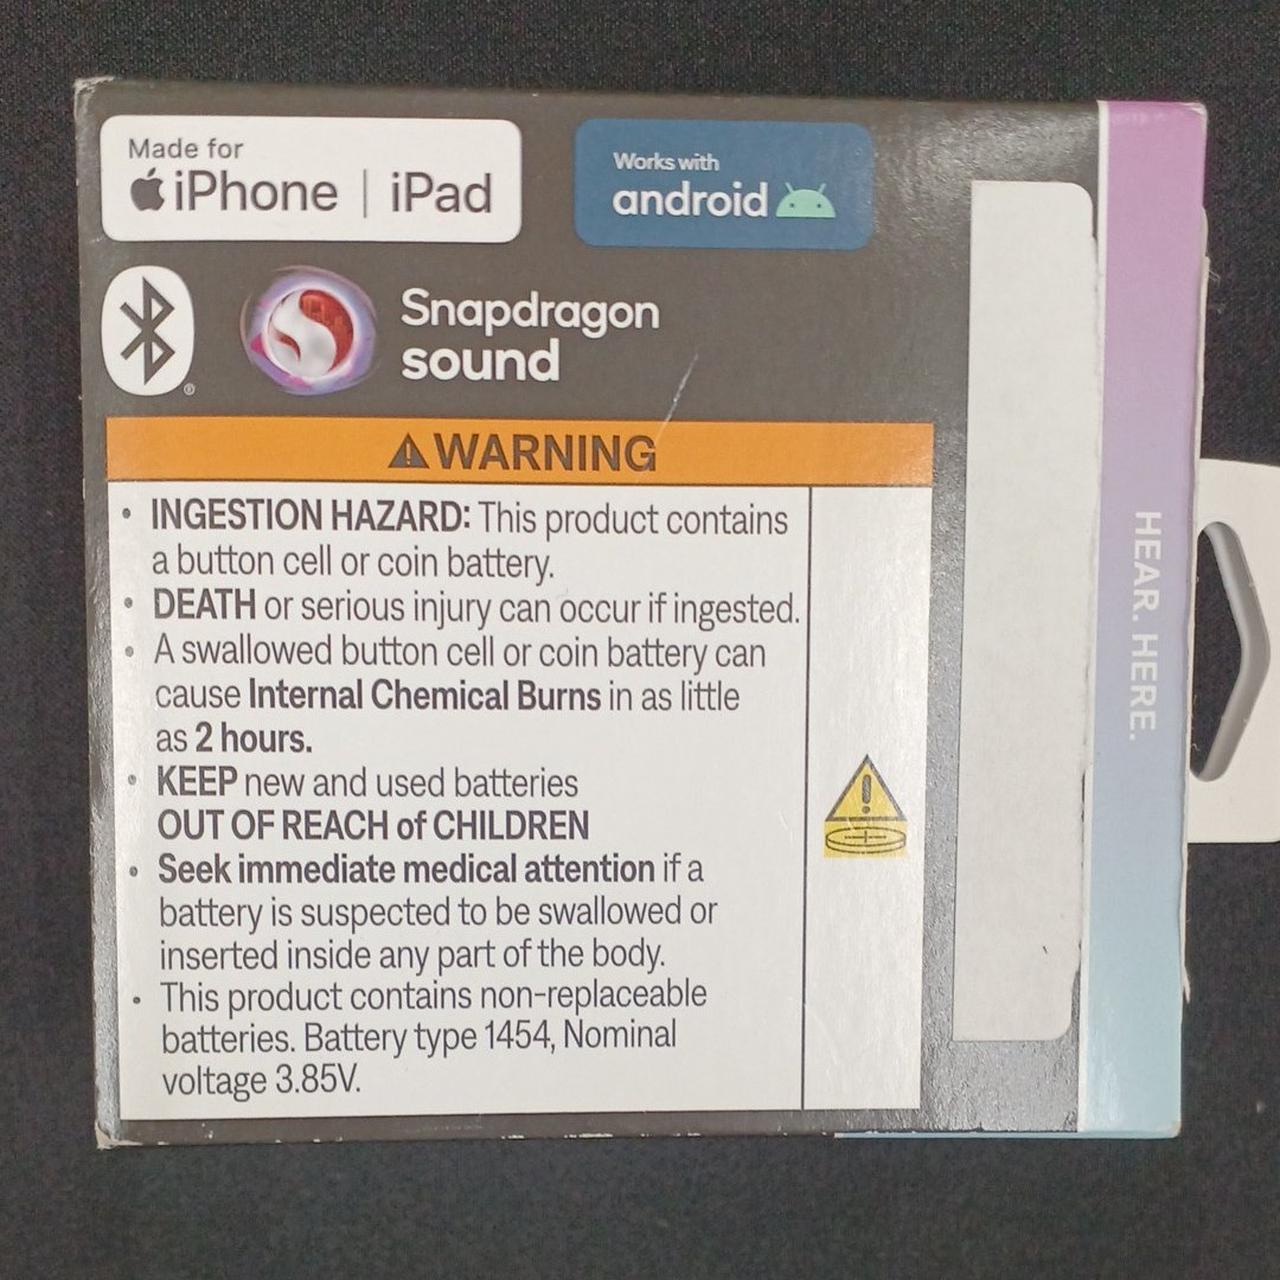 Made for
iPhone | iPad
Works with
android
Snapdragon
sound
®
WARNING
• INGESTION HAZARD: This product contains
a button cell or coin battery.
• DEATH or serious injury can occur if ingested.
• A swallowed button cell or coin battery can
cause Internal Chemical Burns in as little
as 2 hours.
• KEEP new and used batteries
OUT OF REACH of CHILDREN
• Seek immediate medical attention if a
battery is suspected to be swallowed or
inserted inside any part of the body.
• This product contains non-replaceable
batteries. Battery type 1454, Nominal
voltage 3.85V.
HEAR. HERE.